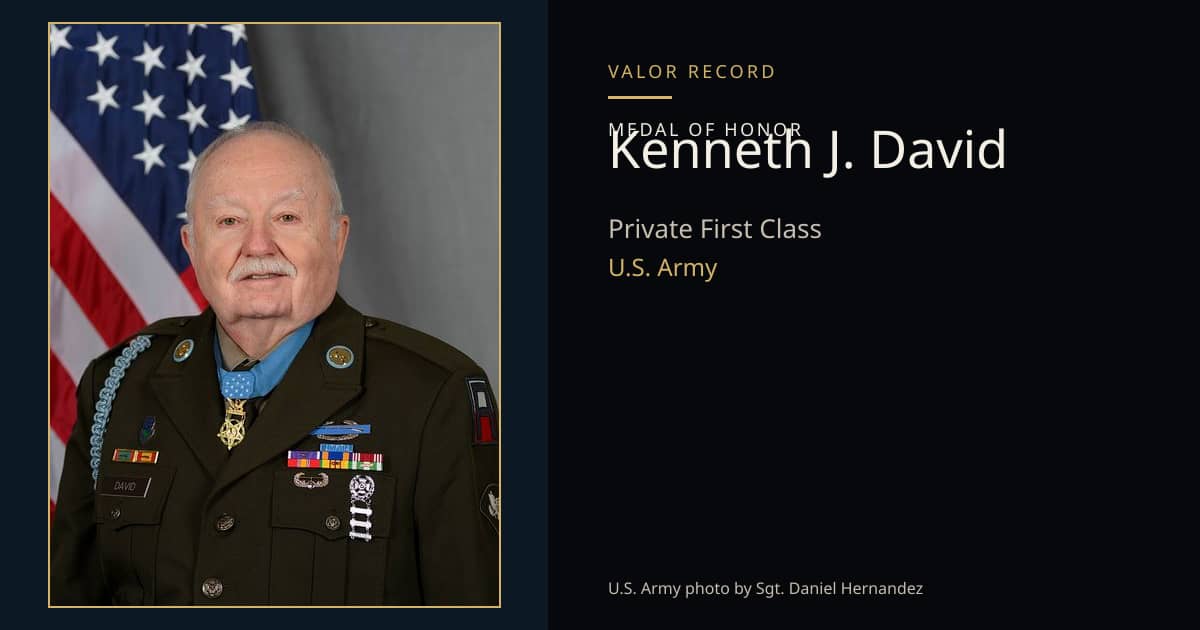 VALOR RECORD
MEDAL OF HONOR
Kenneth J. David
Private First Class
U.S. Army
DAVID
U.S. Army photo by Sgt. Daniel Hernandez